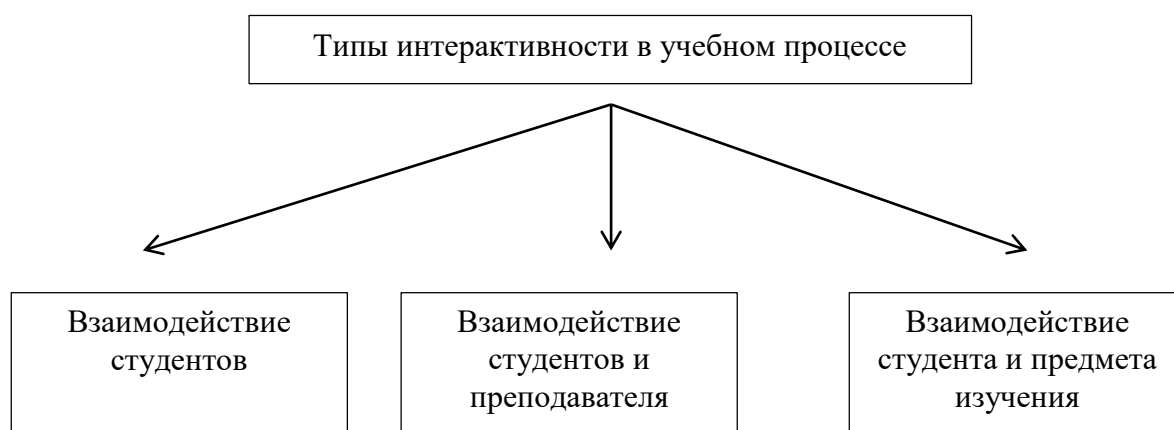 Типы интерактивности в учебном процессе
Взаимодействие
студентов
Взаимодействие
студентов и
преподавателя
Взаимодействие
студента и предмета
изучения